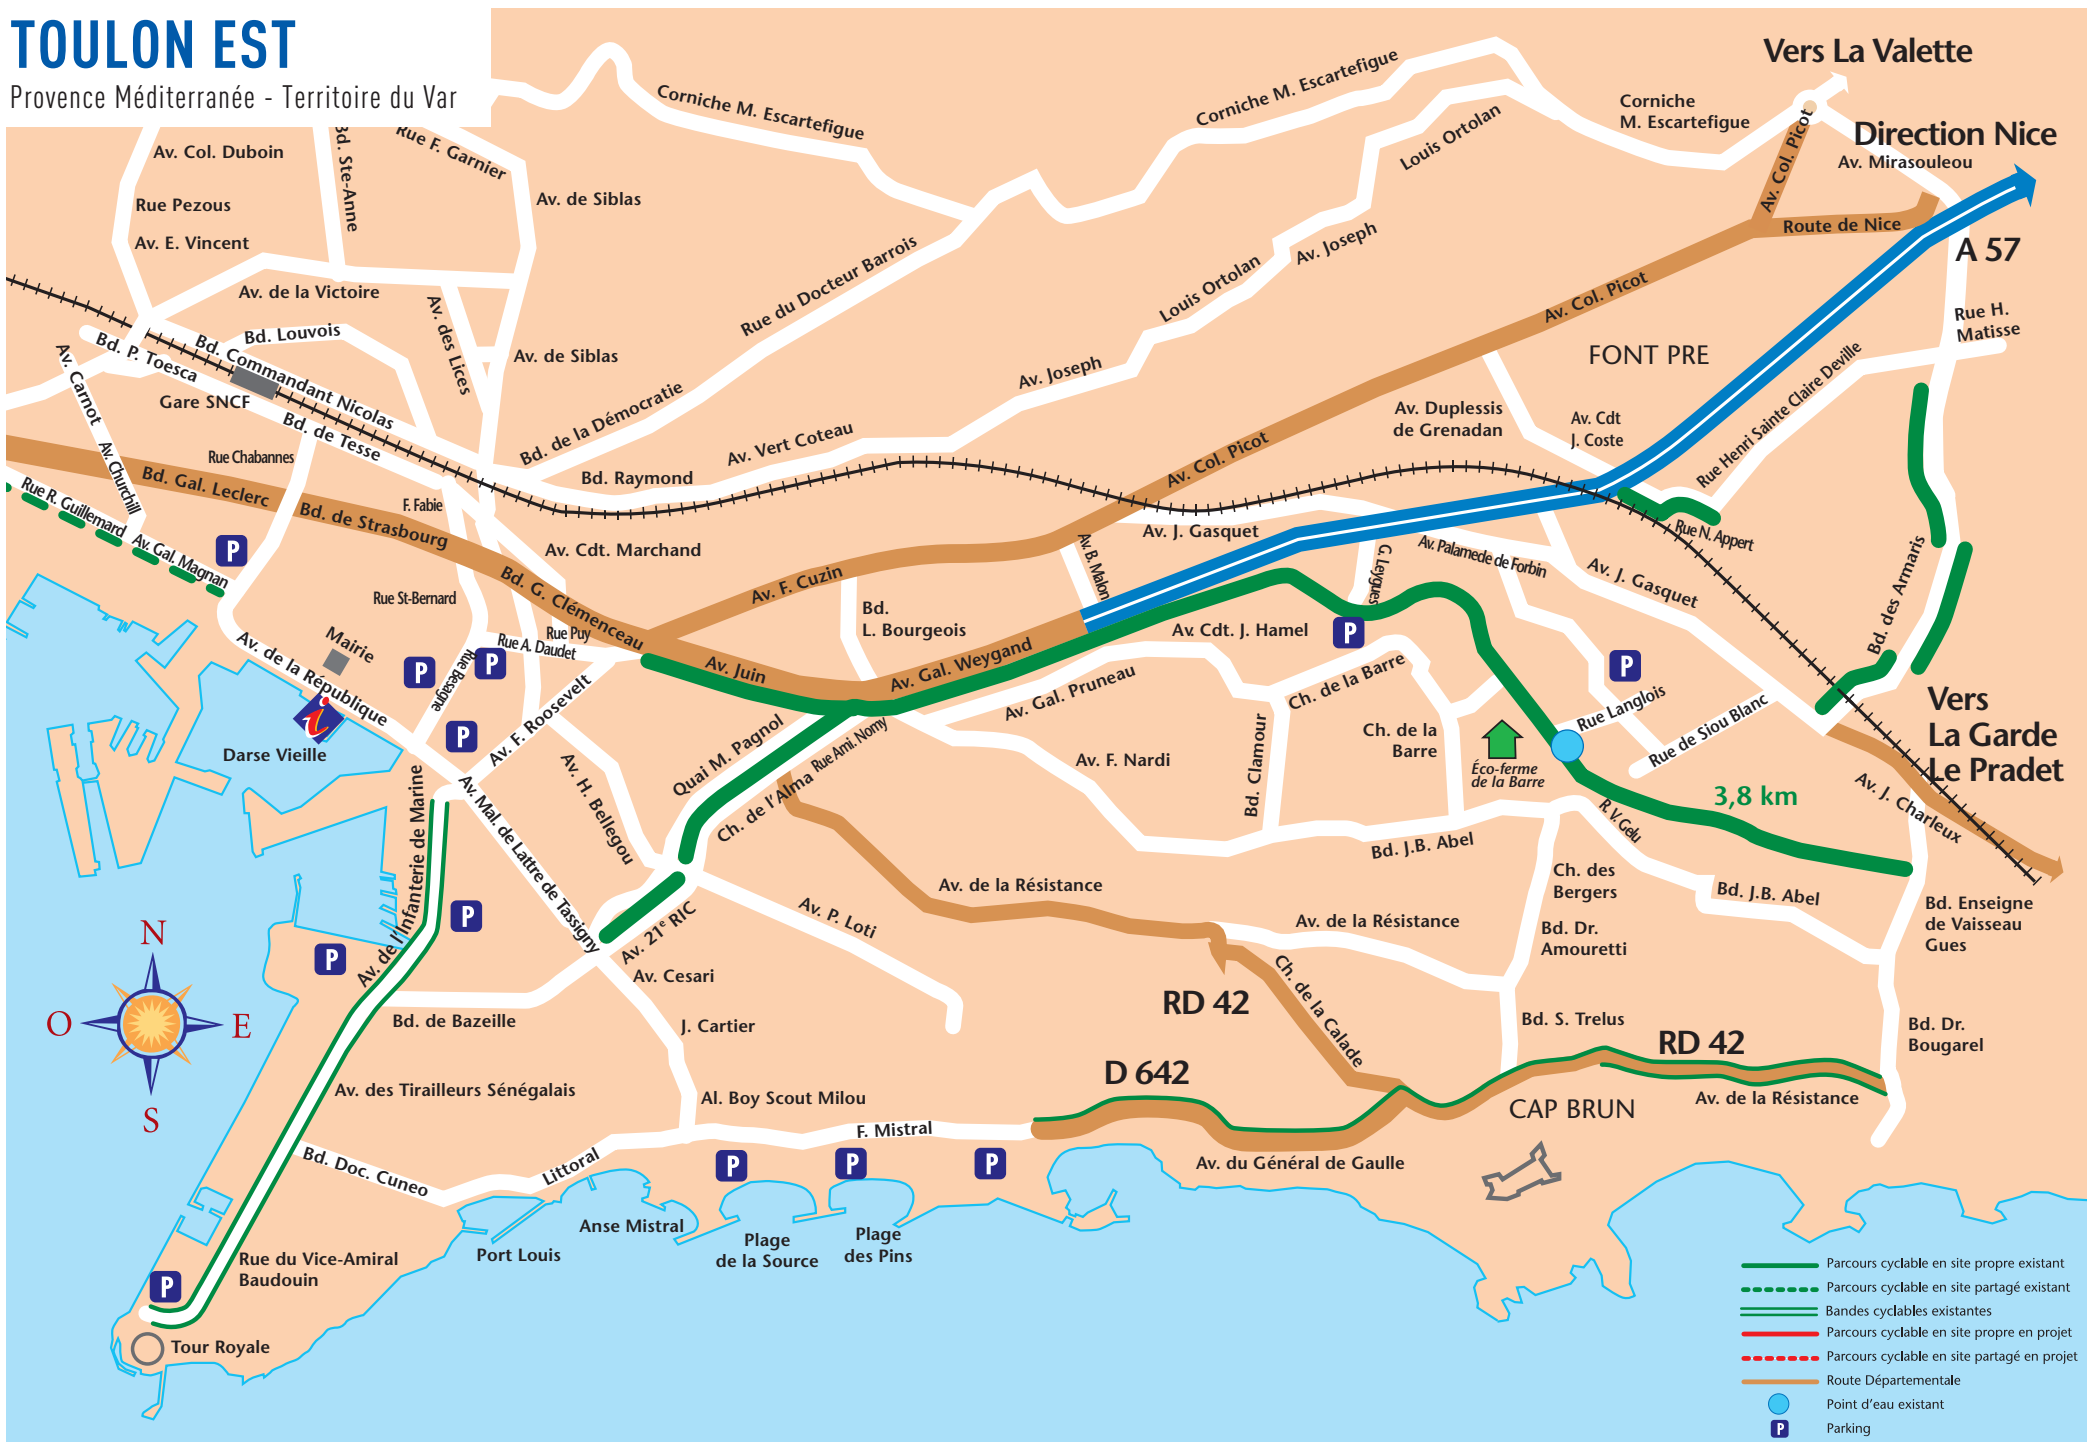 TOULON EST
Provence Méditerranée - Territoire du Var
Vers La Valette
Corniche M. Escartefigue
Corniche M. Escartefigue
Corniche
M. Escartefigue
Direction Nice
Av. Mirasouleou
Av. Col. Picot
Route de Nice
A 57
Av. Col. Duboin
Bd. Ste-Anne
Rue F. Garnier
Louis Ortolan
Rue Pezous
Av. de Siblas
Av. E. Vincent
Rue du Docteur Barrois
Av. Joseph
Louis Ortolan
Av. de la Victoire
Av. des Lices
Av. Col. Picot
Rue H.
Matisse
Bd. Louvois
Bd. Commandant Nicolas
Bd. P. Toesca
Av. de Siblas
FONT PRE
Av. Carnot
Gare SNCF
Bd. de Tesse
Bd. de la Démocratie
Av. Joseph
Av. Duplessis
de Grenadan
Av. Cdt
J. Coste
Rue Henri Sainte Claire Deville
Av. Churchill
Rue Chabannes
Av. Vert Coteau
Bd. Raymond
Av. Col. Picot
Bd. Gal. Leclerc
Bd. de Strasbourg
F. Fabie
Rue R. Guillemard
Av. Gal. Magnan
P
Av. Cdt. Marchand
Av. J. Gasquet
Av. B. Malon
G. Leygues
Av. Palamede de Forbin
Rue N. Appert
Av. J. Gasquet
Bd. des Armaris
Bd. G. Clémenceau
Av. F. Cuzin
Rue St-Bernard
Bd.
L. Bourgeois
Av. Cdt. J. Hamel
P
Mairie
Av. de la République
Rue Puy
Rue A. Daudet
Rue Besagne
P
P
Av. Juin
Av. Gal. Weygand
Av. Gal. Pruneau
Ch. de la Barre
P
Rue Langlois
Rue de Siou Blanc
Vers
La Garde
Le Pradet
i
Darse Vieille
P
Av. F. Roosevelt
Quai M. Pagnol
Rue Ami. Nomy
Ch. de l'Alma
Av. F. Nardi
Bd. Clamour
Ch. de la
Barre
Éco-ferme
de la Barre
3,8 km
Av. J. Charleux
Av. H. Bellegou
Av. Mal. de Lattre de Tassigny
Av. de l'Infanterie de Marine
R. V. Gelu
Bd. J.B. Abel
Av. de la Résistance
Ch. des
Bergers
Bd. J.B. Abel
Bd. Enseigne
de Vaisseau
Gues
P
P
Av. P. Loti
Av. 21e RIC
Av. de la Résistance
Bd. Dr.
Amouretti
N
O
E
S
Av. Cesari
Ch. de la Calade
RD 42
Bd. de Bazeille
J. Cartier
Bd. S. Trelus
RD 42
Bd. Dr.
Bougarel
Av. des Tirailleurs Sénégalais
D 642
Al. Boy Scout Milou
CAP BRUN
Av. de la Résistance
F. Mistral
Bd. Doc. Cuneo
Littoral
P
P
P
Av. du Général de Gaulle
Anse Mistral
Port Louis
Plage
de la Source
Plage
des Pins
Rue du Vice-Amiral
Baudouin
P
Tour Royale
Parcours cyclable en site propre existant
Parcours cyclable en site partagé existant
Bandes cyclables existantes
Parcours cyclable en site propre en projet
Parcours cyclable en site partagé en projet
Route Départementale
Point d'eau existant
P
Parking